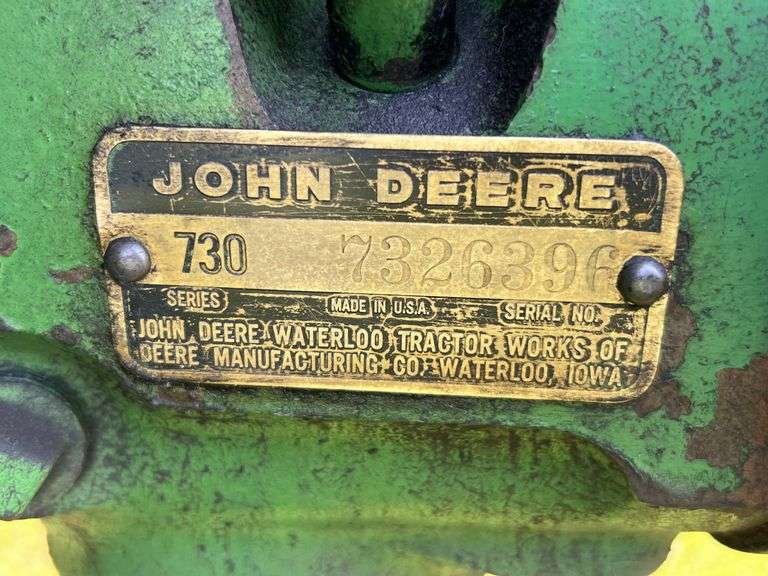 JOHN DEERE
730 7326396
SERIES MADE IN U.S.A. SERIAL NO.
JOHN DEERE WATERLOO TRACTOR WORKS OF
DEERE MANUFACTURING CO. WATERLOO, IOWA